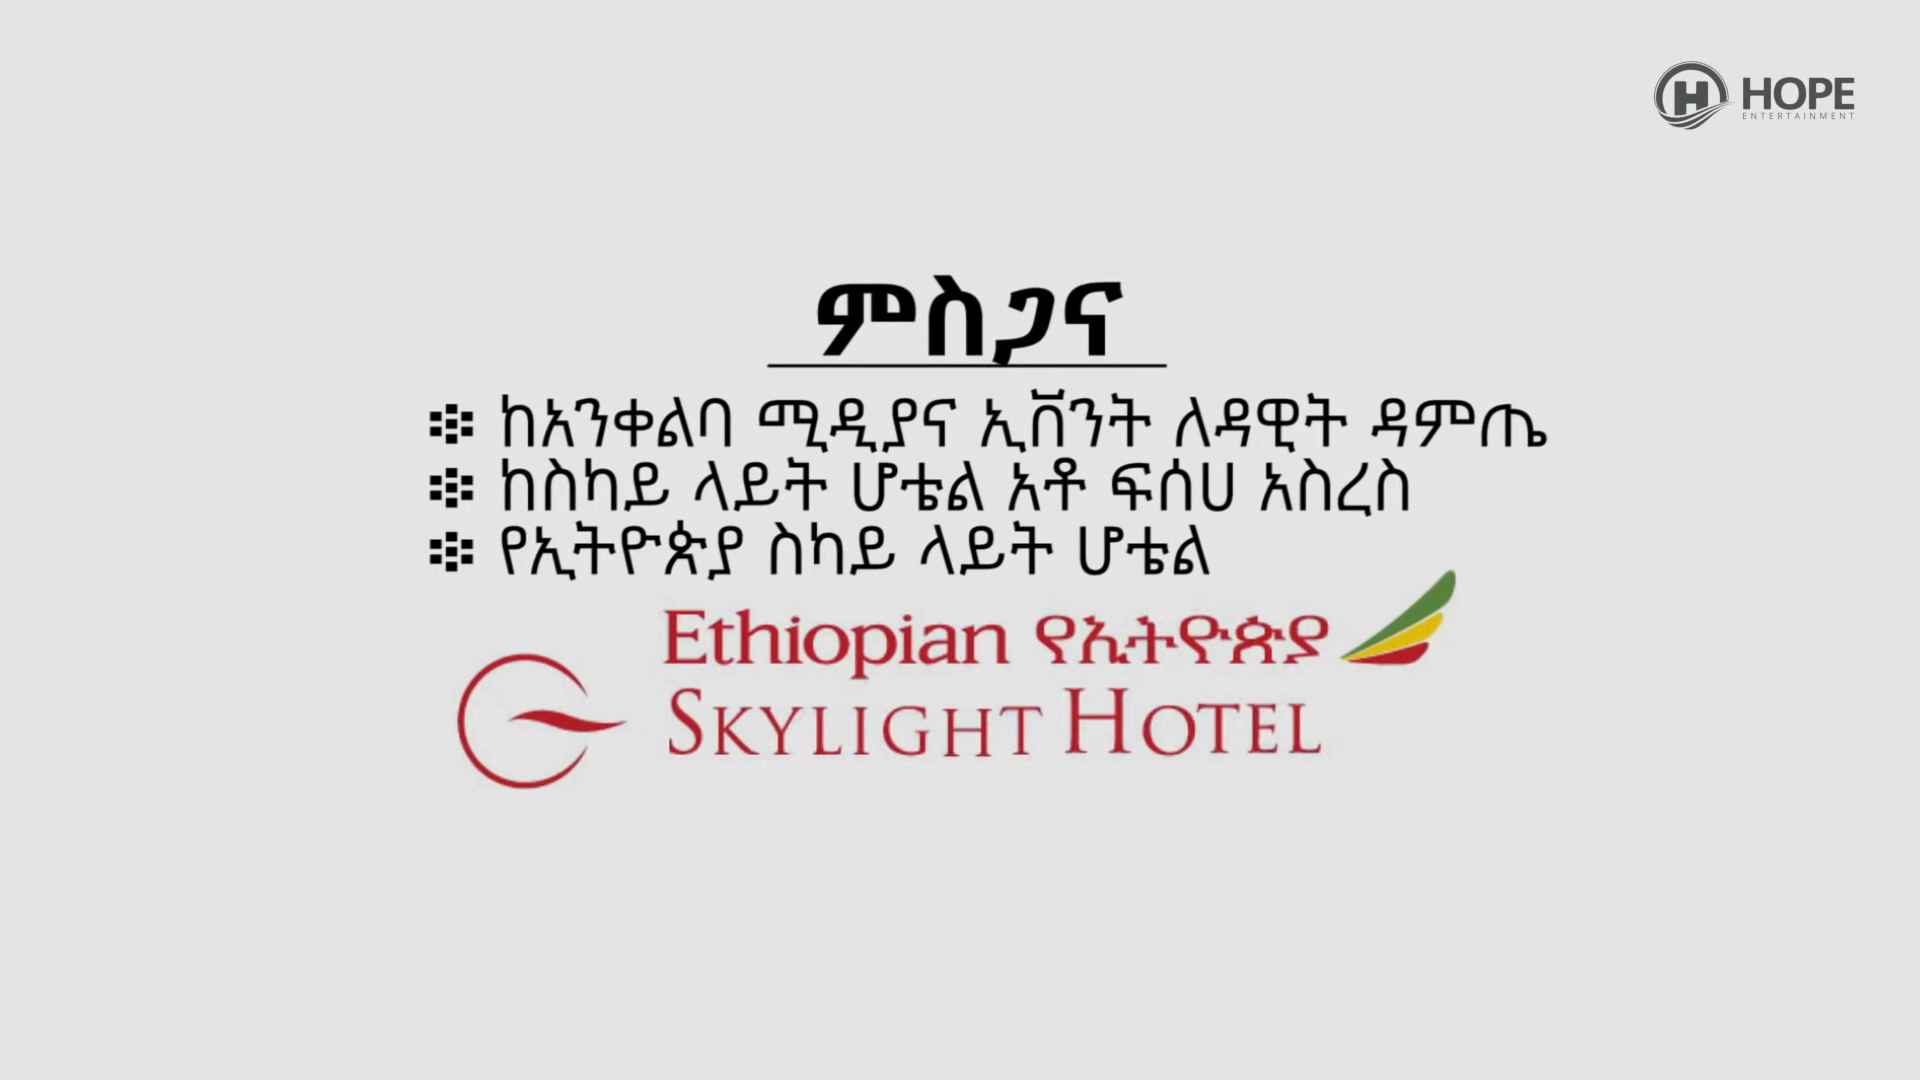 HOPE
ENTERTAINMENT
ምስጋና
ከአንቀልባ ሚዲያና ኢቨንት ለዳዊት ዳምጤ
ከስካይ ላይት ሆቴል አቶ ፍሰሀ አስረስ
የኢትዮጵያ ስካይ ላይት ሆቴል
Ethiopian የኢትዮጵያ
SKYLIGHT HOTEL